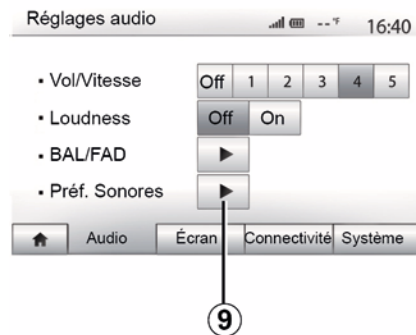 Réglages audio -- °F 16:40
▪ Vol/Vitesse Off 1 2 3 4 5
▪ Loudness Off On
▪ BAL/FAD
▪ Préf. Sonores
Audio Écran Connectivité Système
9